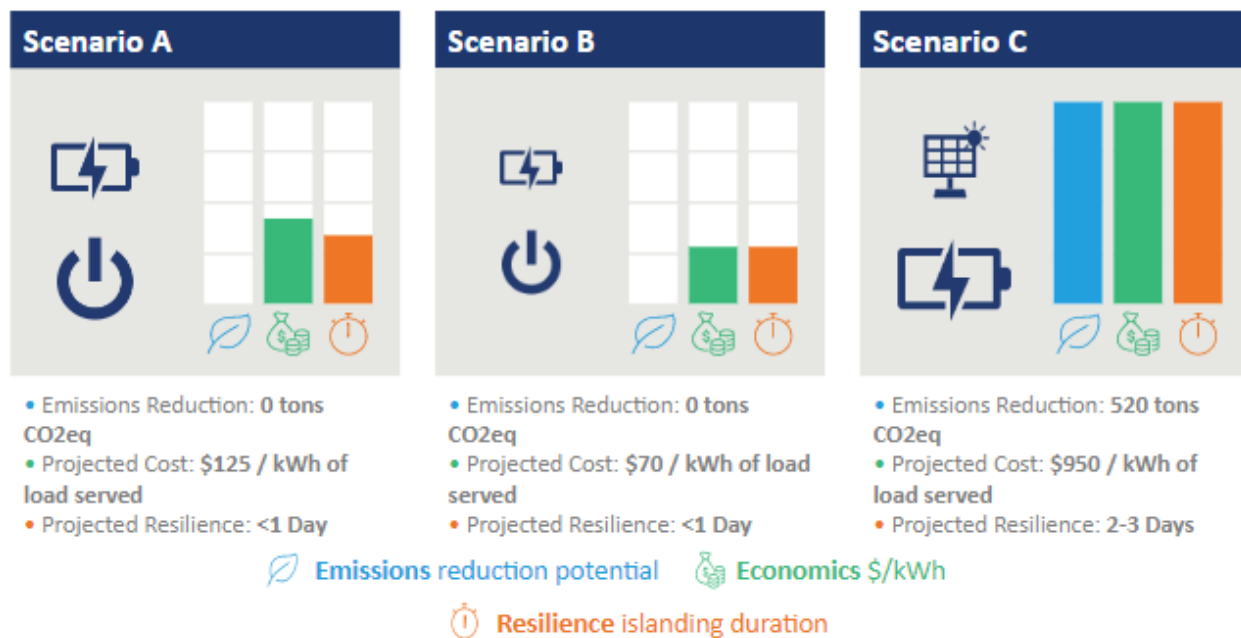 Scenario A
• Emissions Reduction: 0 tons
CO2eq
• Projected Cost: $125 / kWh of
load served
• Projected Resilience: <1 Day
Scenario B
• Emissions Reduction: 0 tons
CO2eq
• Projected Cost: $70 / kWh of load
served
• Projected Resilience: <1 Day
Scenario C
• Emissions Reduction: 520 tons
CO2eq
• Projected Cost: $950 / kWh of
load served
• Projected Resilience: 2-3 Days
Emissions reduction potential
Economics $/kWh
Resilience islanding duration